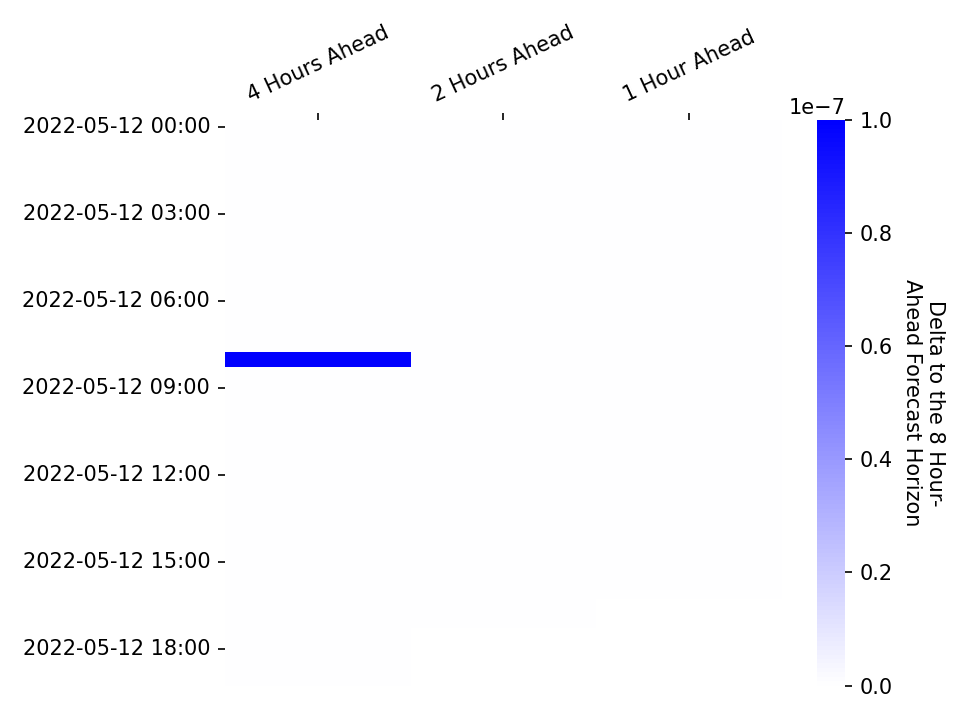 4 Hours Ahead
2 Hours Ahead
1 Hour Ahead
2022-05-12 00:00
2022-05-12 03:00
2022-05-12 06:00
2022-05-12 09:00
2022-05-12 12:00
2022-05-12 15:00
2022-05-12 18:00
1e−7
1.0
0.8
0.6
0.4
0.2
0.0
Delta to the 8 Hour-
Ahead Forecast Horizon